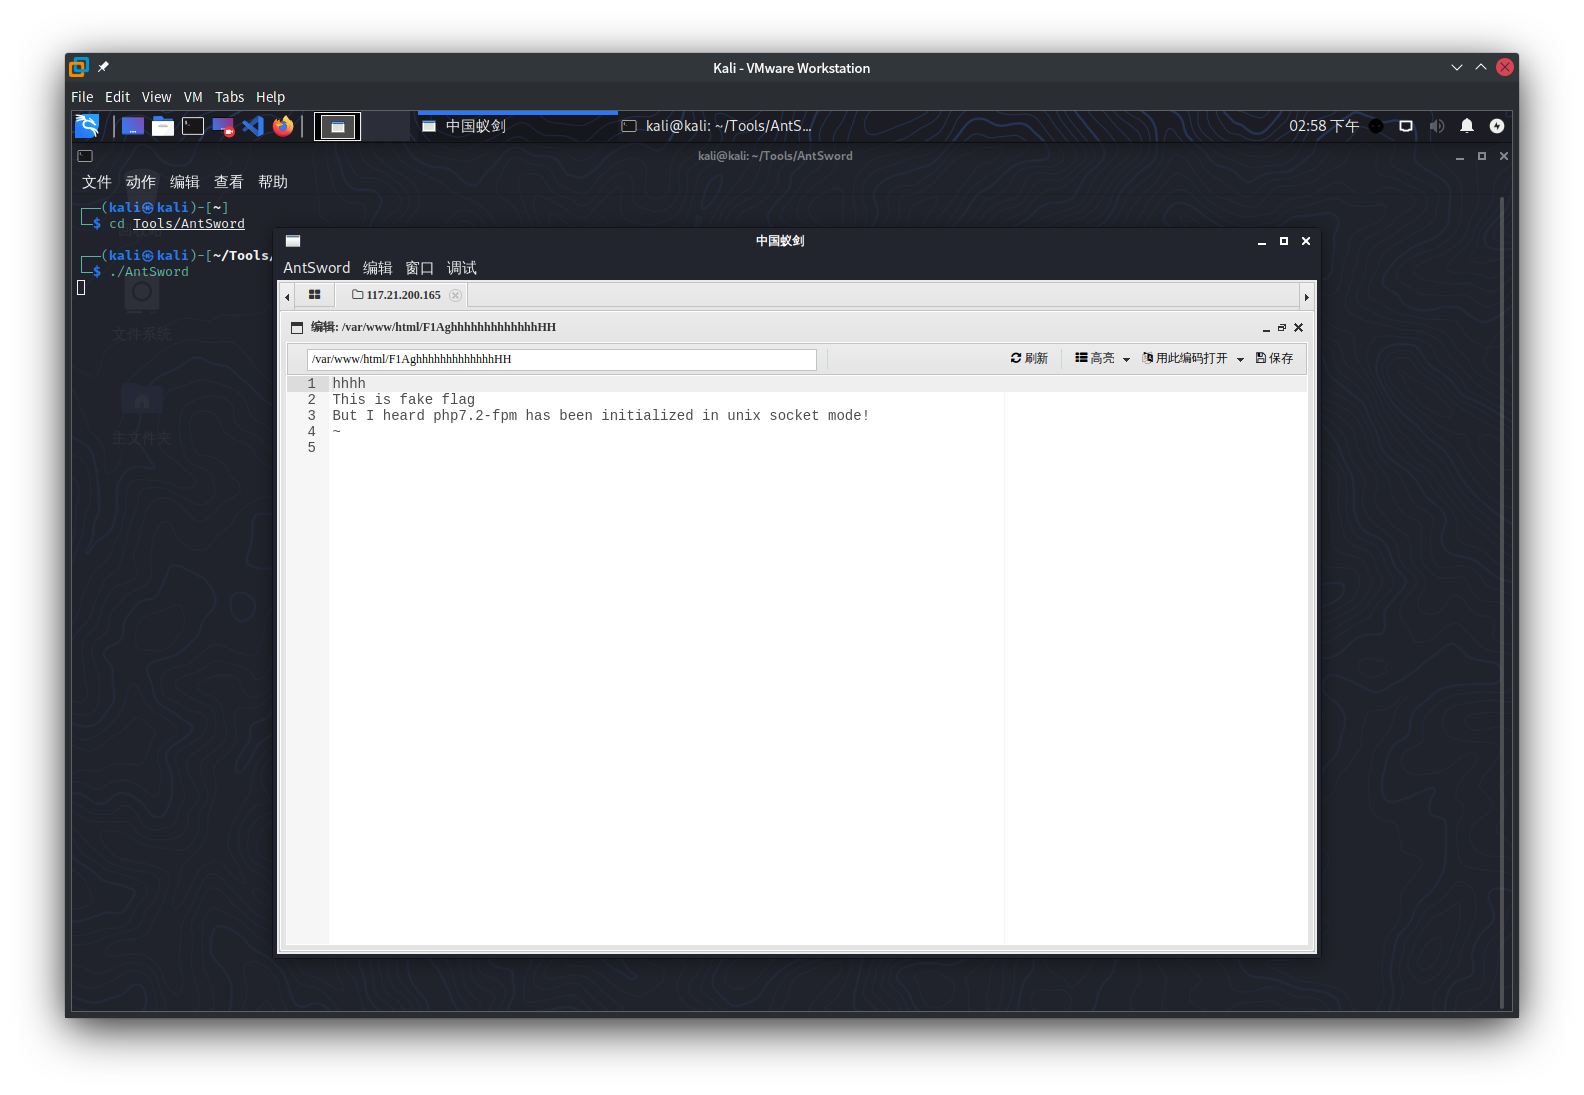 Kali - VMware Workstation
File Edit View VM Tabs Help
中国蚁剑
kali@kali: ~/Tools/AntS...
02:58 下午
kali@kali: ~/Tools/AntSword
文件 动作 编辑 查看 帮助
┌──(kali㉿kali)-[~]
└─$ cd Tools/AntSword
┌──(kali㉿kali)-[~/Tools/
└─$ ./AntSword
文件系统
主文件夹
中国蚁剑
AntSword 编辑 窗口 调试
117.21.200.165
编辑: /var/www/html/F1AghhhhhhhhhhhhhHH
/var/www/html/F1AghhhhhhhhhhhhhHH
刷新 高亮 用此编码打开 保存
1 hhhh
2 This is fake flag
3 But I heard php7.2-fpm has been initialized in unix socket mode!
4 ~
5